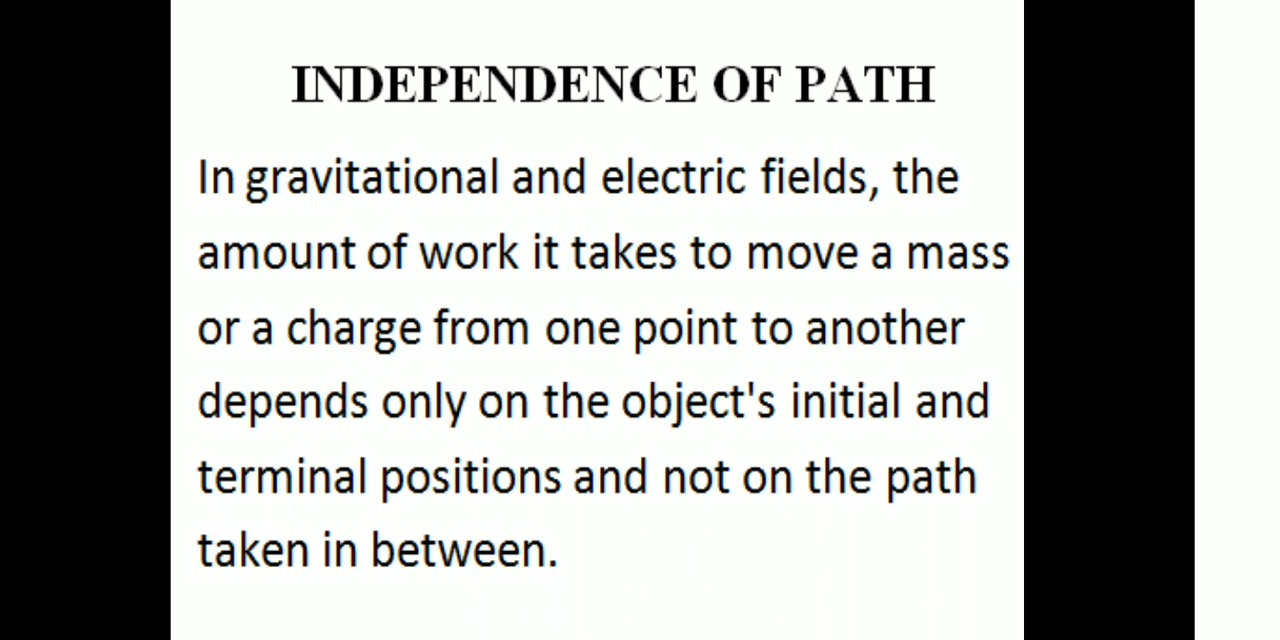 INDEPENDENCE OF PATH
In gravitational and electric fields, the
amount of work it takes to move a mass
or a charge from one point to another
depends only on the object's initial and
terminal positions and not on the path
taken in between.